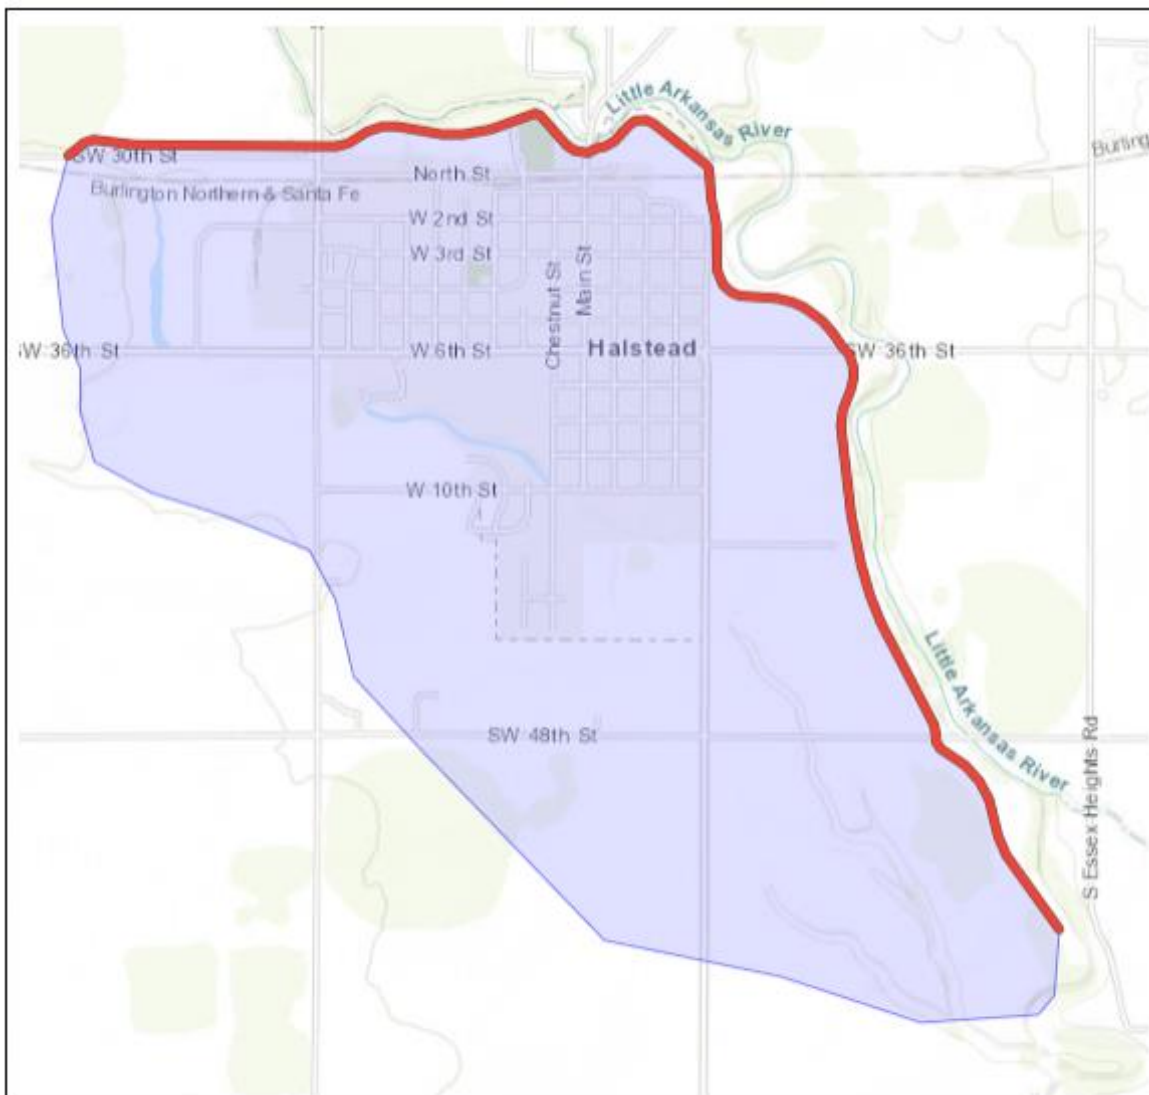 Little Arkansas River
SW 30th St
North St
Burlington Northern & Santa Fe
W 2nd St
W 3rd St
Chestnut St
Main St
SW 36th St
W 6th St
Halstead
SW 36th St
W 10th St
Little Arkansas River
SW 48th St
S Essex Heights Rd